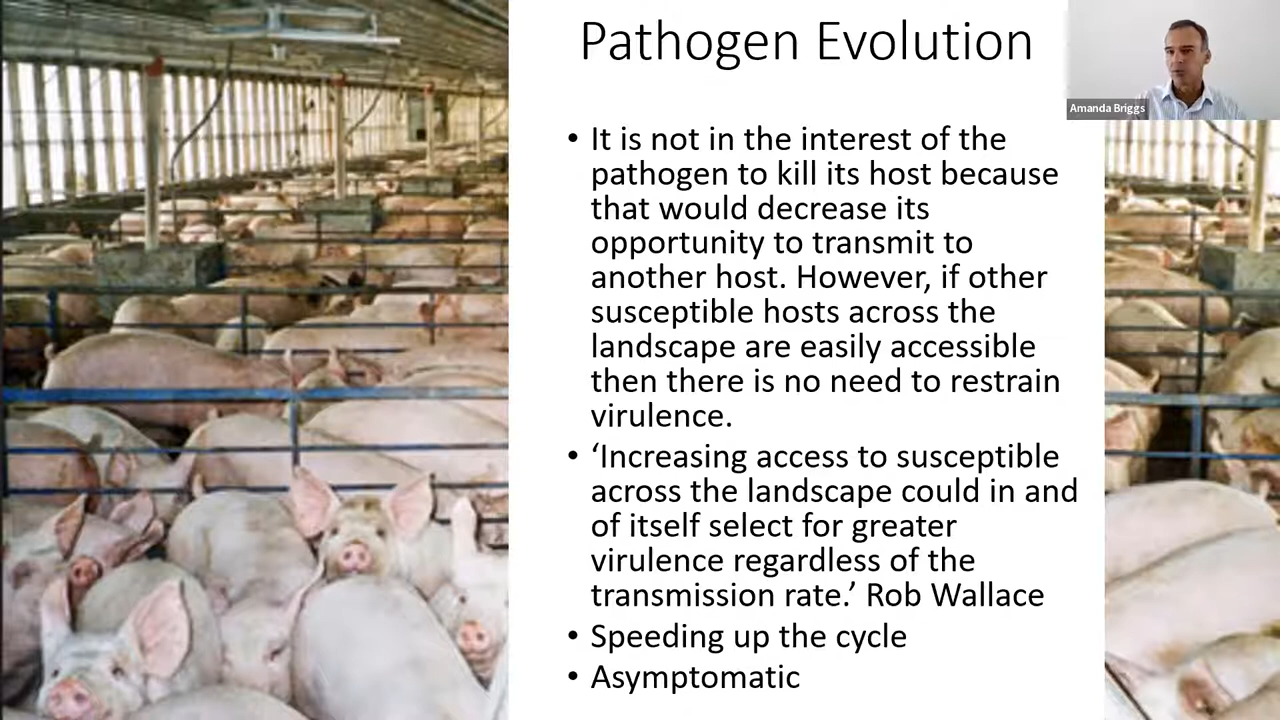 Pathogen Evolution
Amanda Briggs
• It is not in the interest of the
pathogen to kill its host because
that would decrease its
opportunity to transmit to
another host. However, if other
susceptible hosts across the
landscape are easily accessible
then there is no need to restrain
virulence.
• ‘Increasing access to susceptible
across the landscape could in and
of itself select for greater
virulence regardless of the
transmission rate.’ Rob Wallace
• Speeding up the cycle
• Asymptomatic